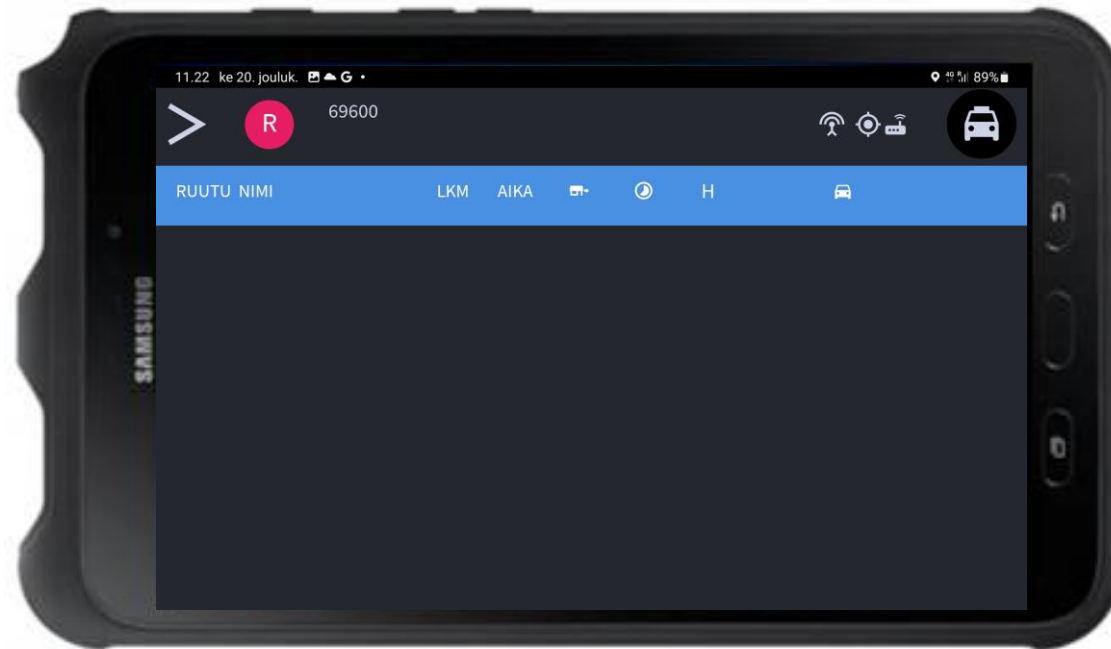 11.22 ke 20. jouluk. G
89%
R
69600
RUUTU NIMI LKM AIKA H
SAMSUNG